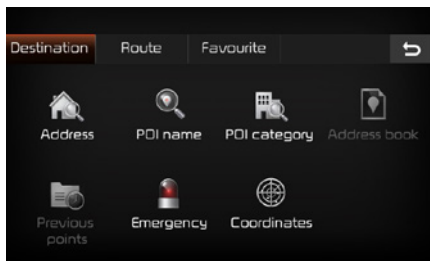 Destination
Route
Favourite
Address
POI name
POI category
Address book
Previous
points
Emergency
Coordinates